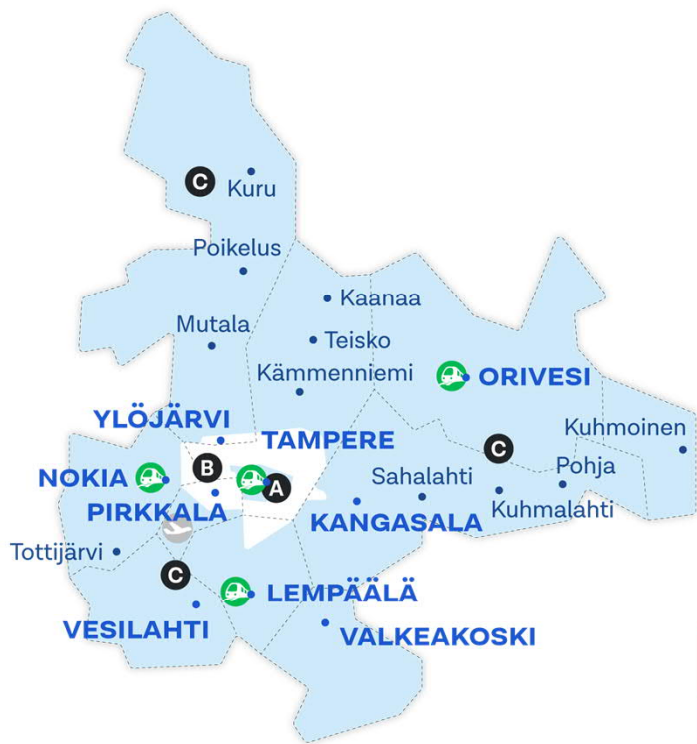 C
Kuru
Poikelus
Kaanaa
Mutala
Teisko
Kämmenniemi
ORIVESI
YLÖJÄRVI
TAMPERE
Kuhmoinen
C
B
NOKIA
A
Sahalahti
Pohja
PIRKKALA
KANGASALA
Kuhmalahti
Tottijärvi
C
LEMPÄÄLÄ
VESILAHTI
VALKEAKOSKI